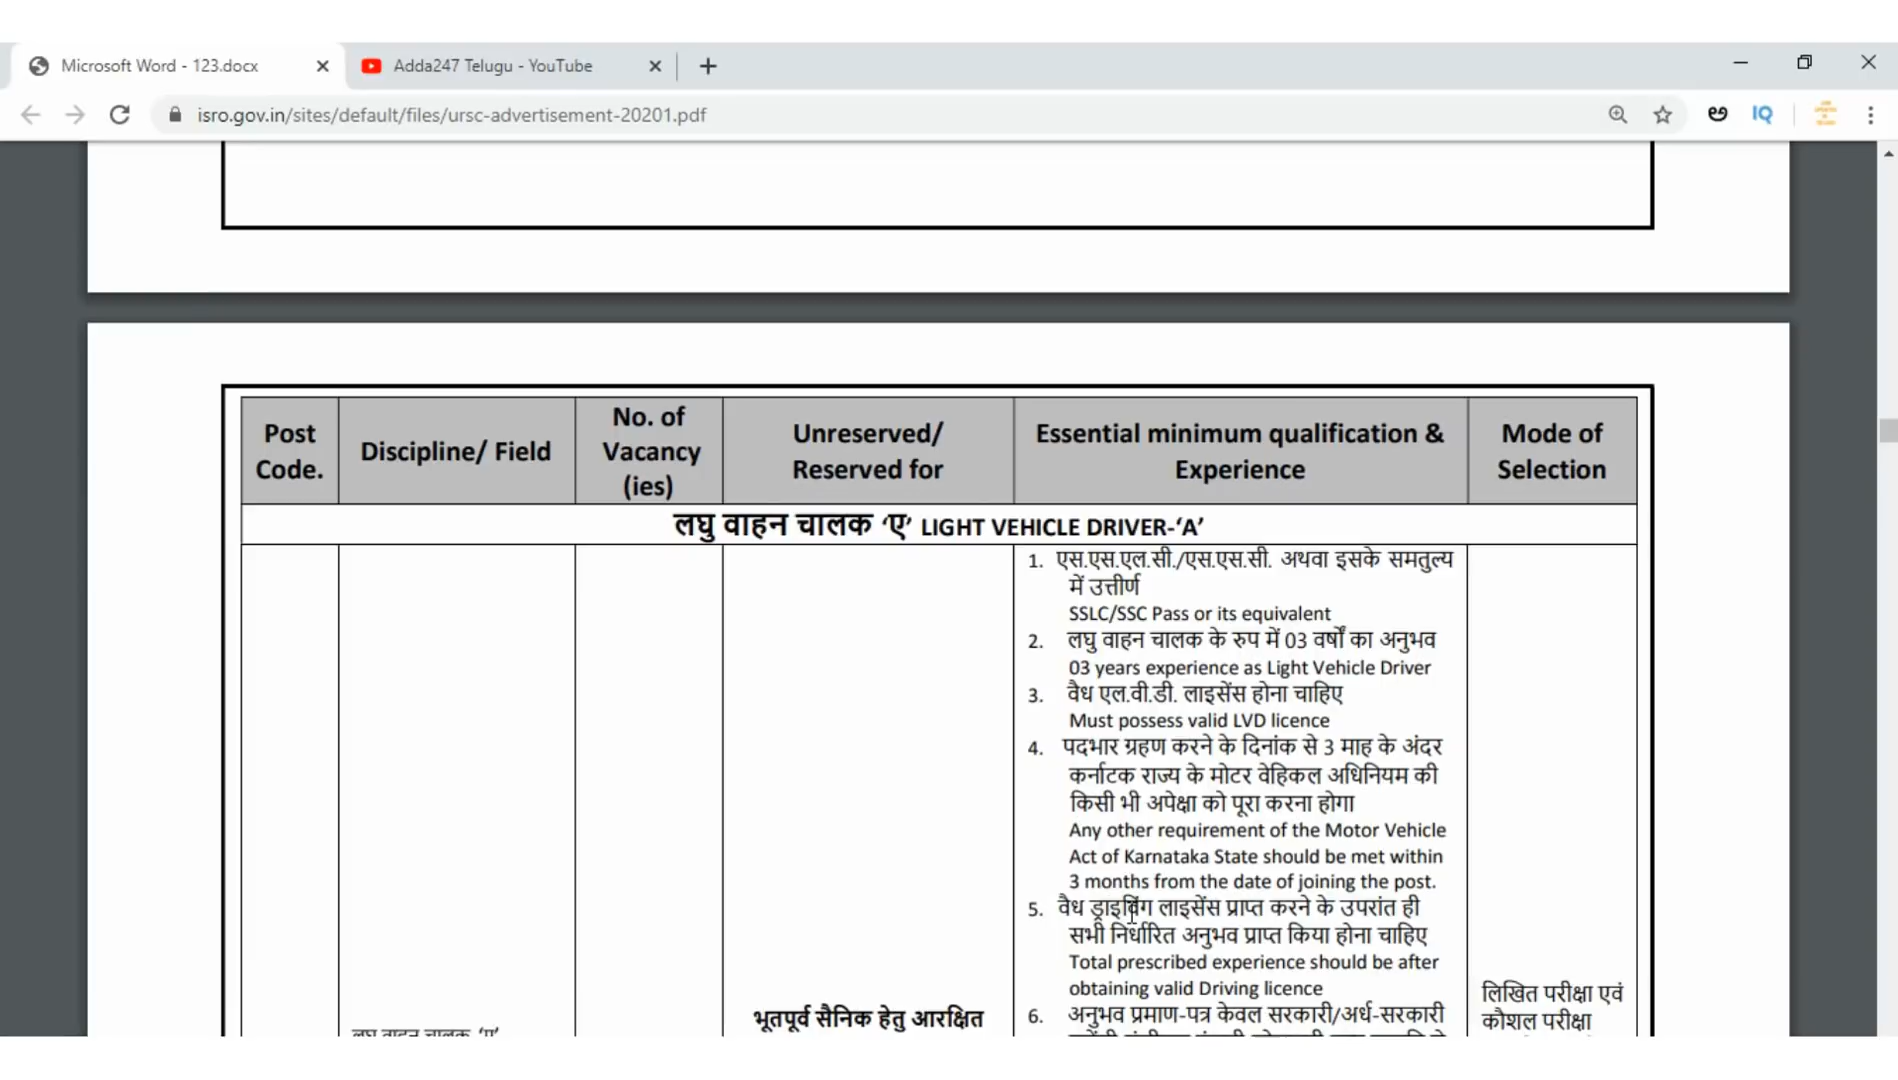 Microsoft Word - 123.docx
Adda247 Telugu - YouTube
isro.gov.in/sites/default/files/ursc-advertisement-20201.pdf
IQ
Post Code.
Discipline/ Field
No. of Vacancy (ies)
Unreserved/ Reserved for
Essential minimum qualification & Experience
Mode of Selection
लघु वाहन चालक ‘ए’ LIGHT VEHICLE DRIVER-‘A’
1. एस.एस.एल.सी./एस.एस.सी. अथवा इसके समतुल्य
में उत्तीर्ण
SSLC/SSC Pass or its equivalent
2. लघु वाहन चालक के रुप में 03 वर्षों का अनुभव
03 years experience as Light Vehicle Driver
3. वैध एल.वी.डी. लाइसेंस होना चाहिए
Must possess valid LVD licence
4. पदभार ग्रहण करने के दिनांक से 3 माह के अंदर
कर्नाटक राज्य के मोटर वेहिकल अधिनियम की
किसी भी अपेक्षा को पूरा करना होगा
Any other requirement of the Motor Vehicle
Act of Karnataka State should be met within
3 months from the date of joining the post.
5. वैध ड्राइविंग लाइसेंस प्राप्त करने के उपरांत ही
सभी निर्धारित अनुभव प्राप्त किया होना चाहिए
Total prescribed experience should be after
obtaining valid Driving licence
6. अनुभव प्रमाण-पत्र केवल सरकारी/अर्ध-सरकारी
भूतपूर्व सैनिक हेतु आरक्षित
लिखित परीक्षा एवं
कौशल परीक्षा
लघु वाहन चालक ‘ए’